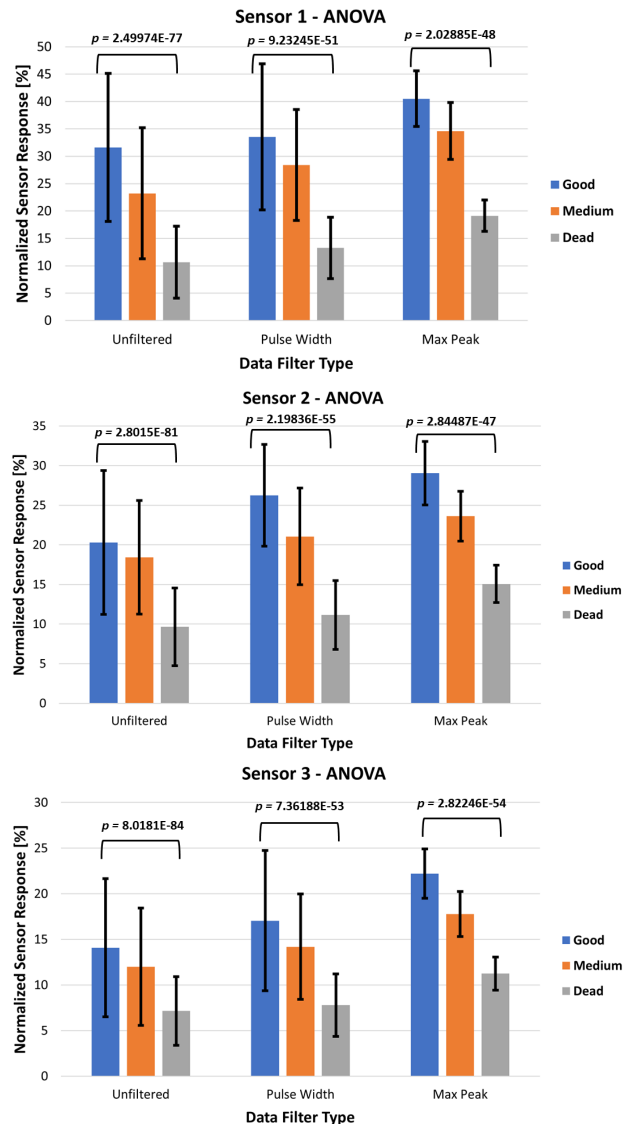 Sensor 1 - ANOVA
p = 2.49974E-77
p = 9.23245E-51
p = 2.02885E-48
Normalized Sensor Response [%]
50
45
40
35
30
25
20
15
10
5
0
Good
Medium
Dead
Unfiltered Pulse Width Max Peak
Data Filter Type
Sensor 2 - ANOVA
p = 2.8015E-81
p = 2.19836E-55
p = 2.84487E-47
Normalized Sensor Response [%]
35
30
25
20
15
10
5
0
Good
Medium
Dead
Unfiltered Pulse Width Max Peak
Data Filter Type
Sensor 3 - ANOVA
p = 8.0181E-84
p = 7.36188E-53
p = 2.82246E-54
Normalized Sensor Response [%]
30
25
20
15
10
5
0
Good
Medium
Dead
Unfiltered Pulse Width Max Peak
Data Filter Type